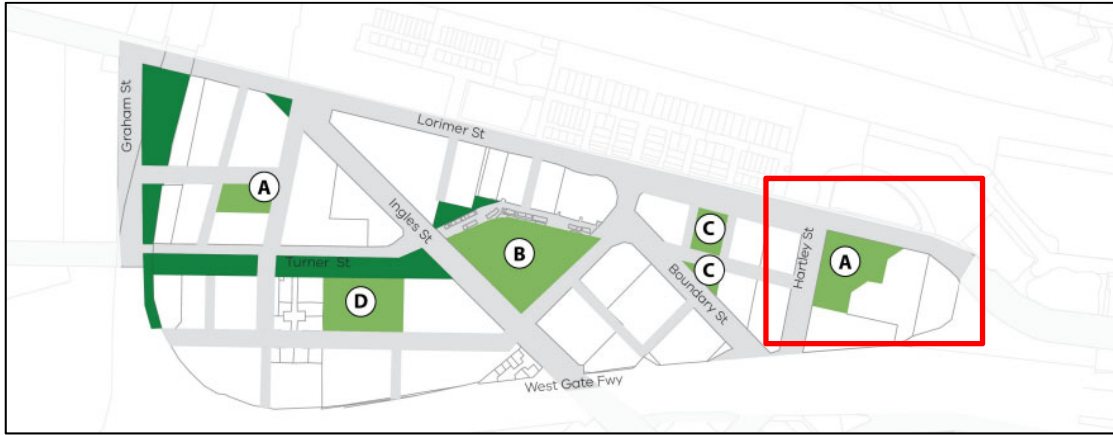 Graham St
Lorimer St
A
Ingles St
C
Hartley St
B
C
A
Turner St
Boundary St
D
West Gate Fwy